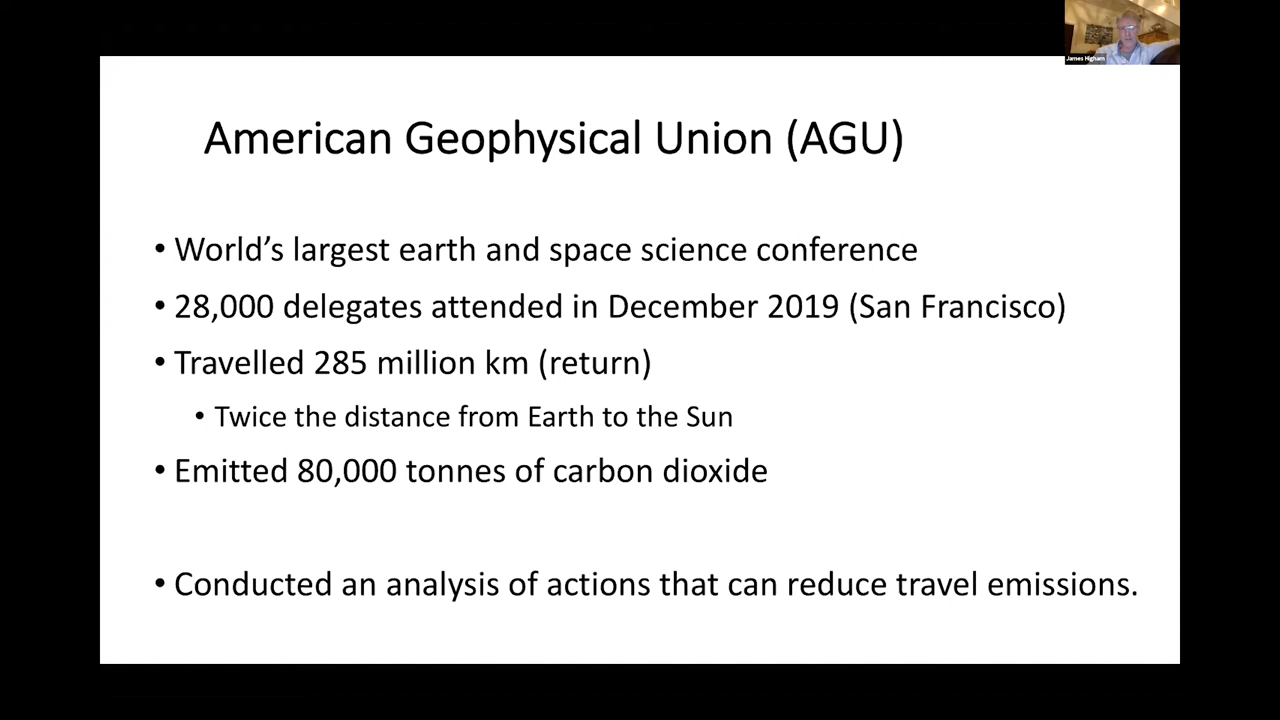 James Higham
American Geophysical Union (AGU)
• World’s largest earth and space science conference
• 28,000 delegates attended in December 2019 (San Francisco)
• Travelled 285 million km (return)
• Twice the distance from Earth to the Sun
• Emitted 80,000 tonnes of carbon dioxide
• Conducted an analysis of actions that can reduce travel emissions.